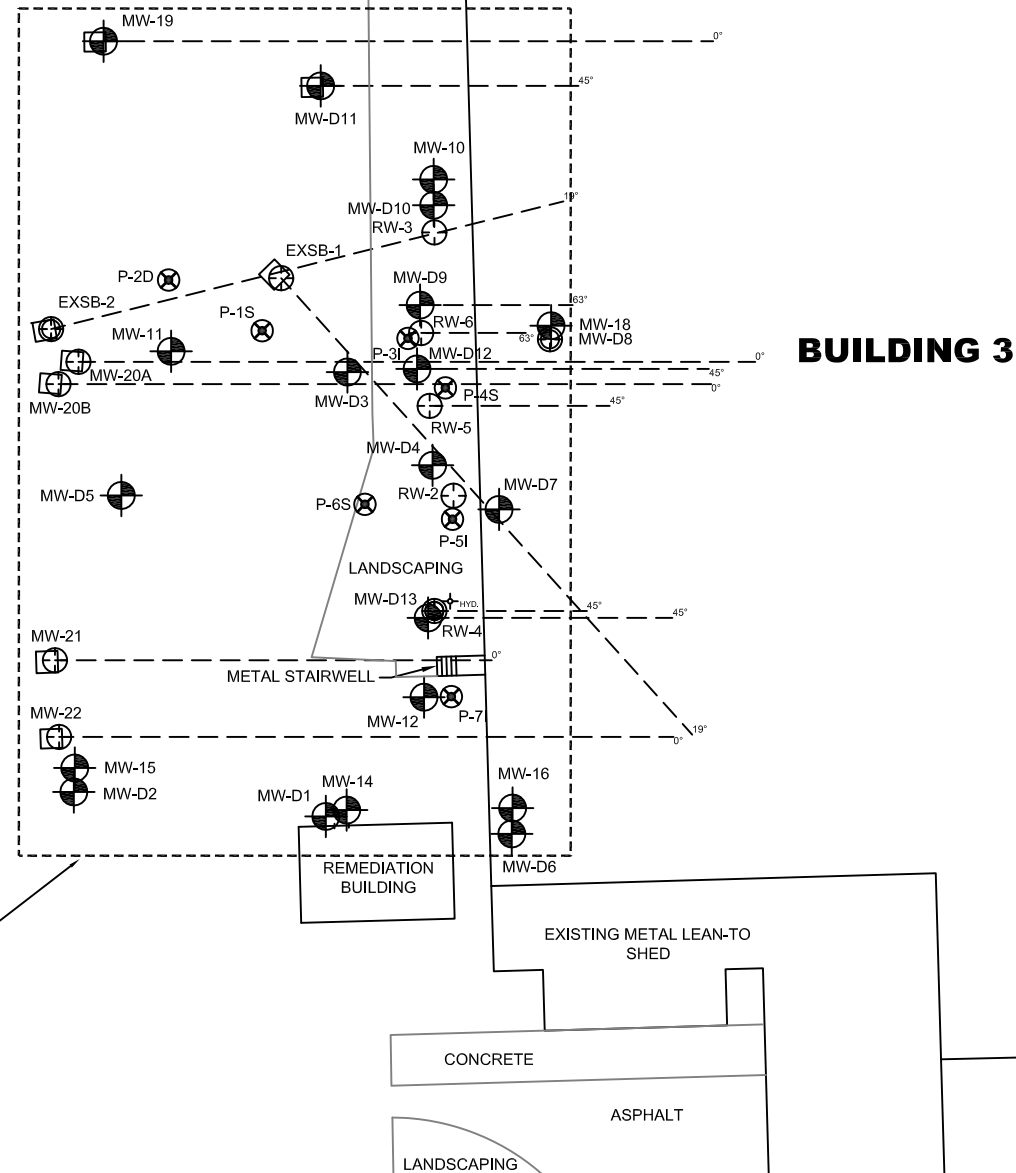 MW-19
0°
45°
MW-D11
MW-10
MW-D10
19°
RW-3
EXSB-1
P-2D
MW-D9
EXSB-2
63°
P-1S
RW-6
MW-18
MW-11
63°
MW-D8
P-3I
MW-D12
0°
BUILDING 3
MW-20A
45°
0°
MW-D3
P-4S
MW-20B
45°
RW-5
MW-D4
MW-D5
RW-2
MW-D7
P-6S
P-5I
LANDSCAPING
MW-D13
HYD.
45°
45°
RW-4
MW-21
0°
METAL STAIRWELL
MW-22
MW-12
P-7I
19°
0°
MW-15
MW-D2
MW-D1
MW-14
MW-16
MW-D6
REMEDIATION
BUILDING
EXISTING METAL LEAN-TO
SHED
CONCRETE
ASPHALT
LANDSCAPING